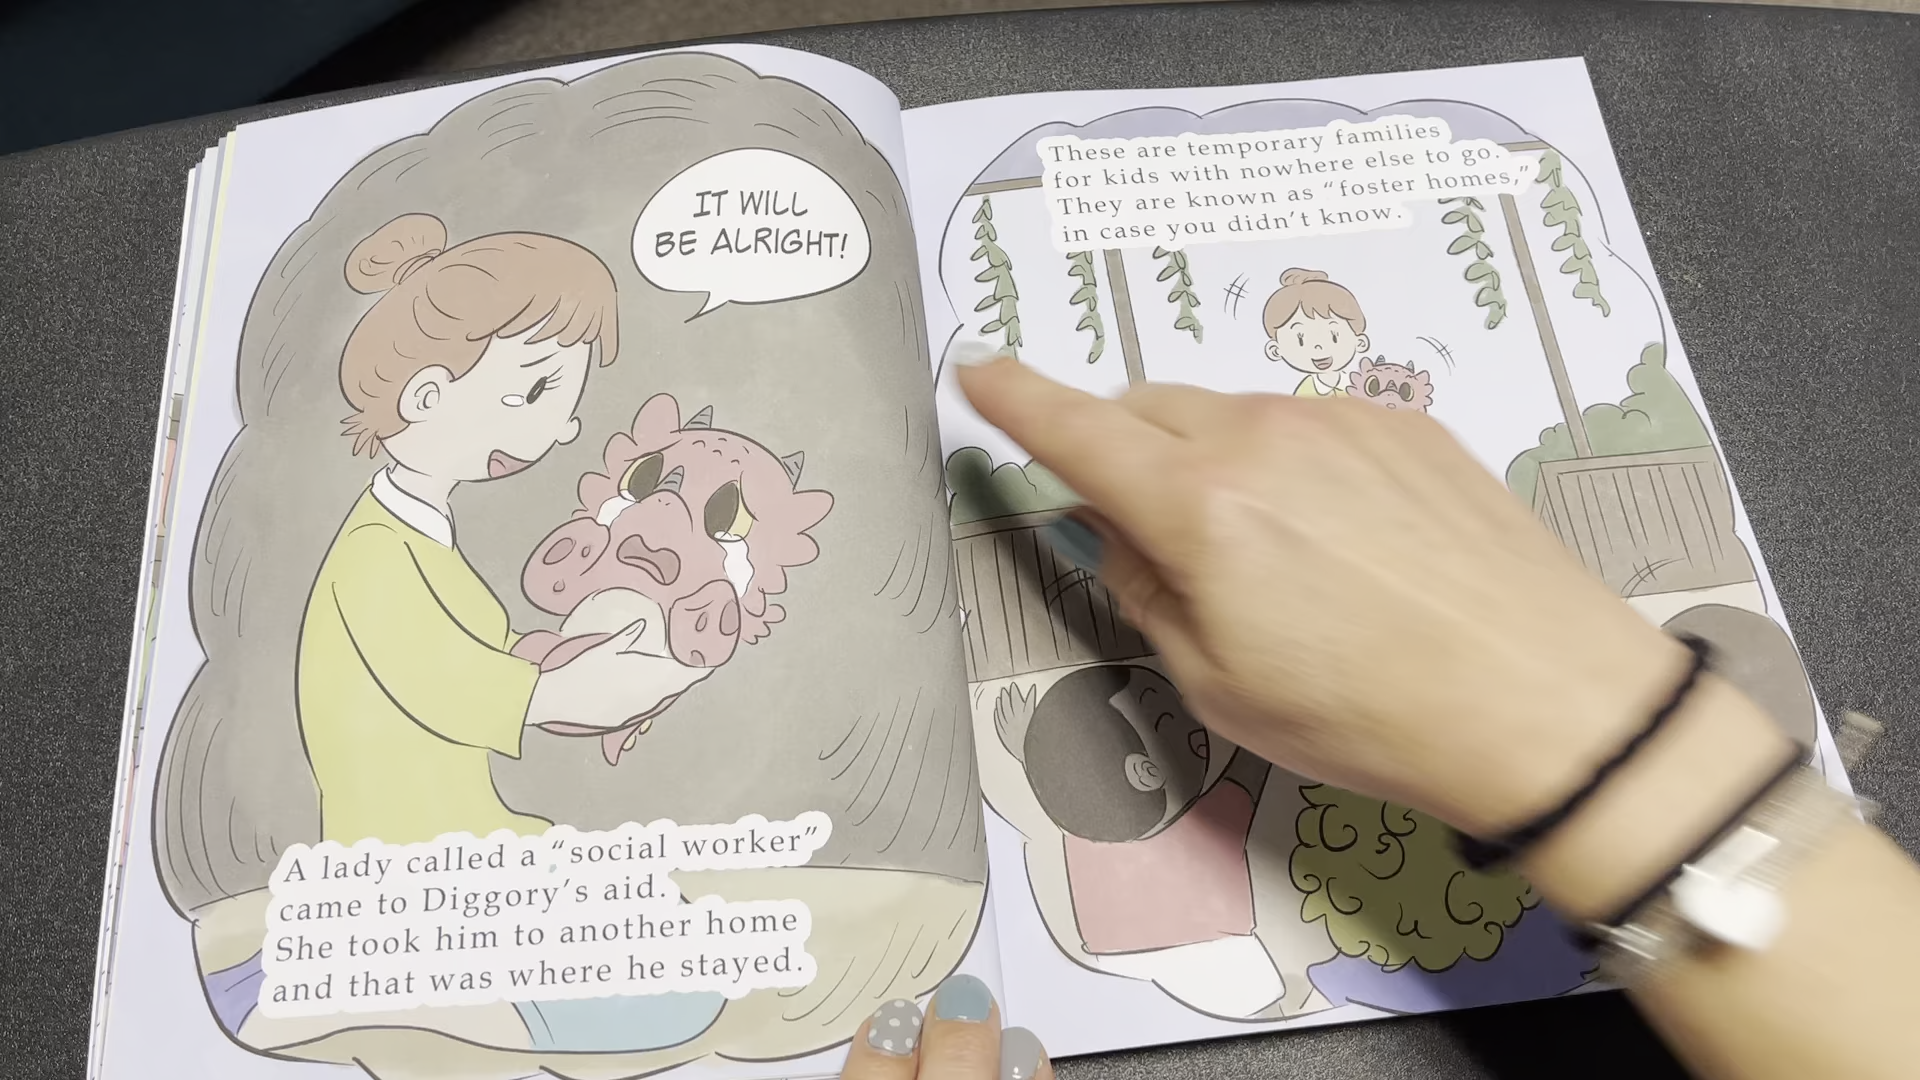 IT WILL
BE ALRIGHT!
A lady called a “social worker”
came to Diggory’s aid.
She took him to another home
and that was where he stayed.
These are temporary families
for kids with nowhere else to go.
They are known as “foster homes,”
in case you didn’t know.